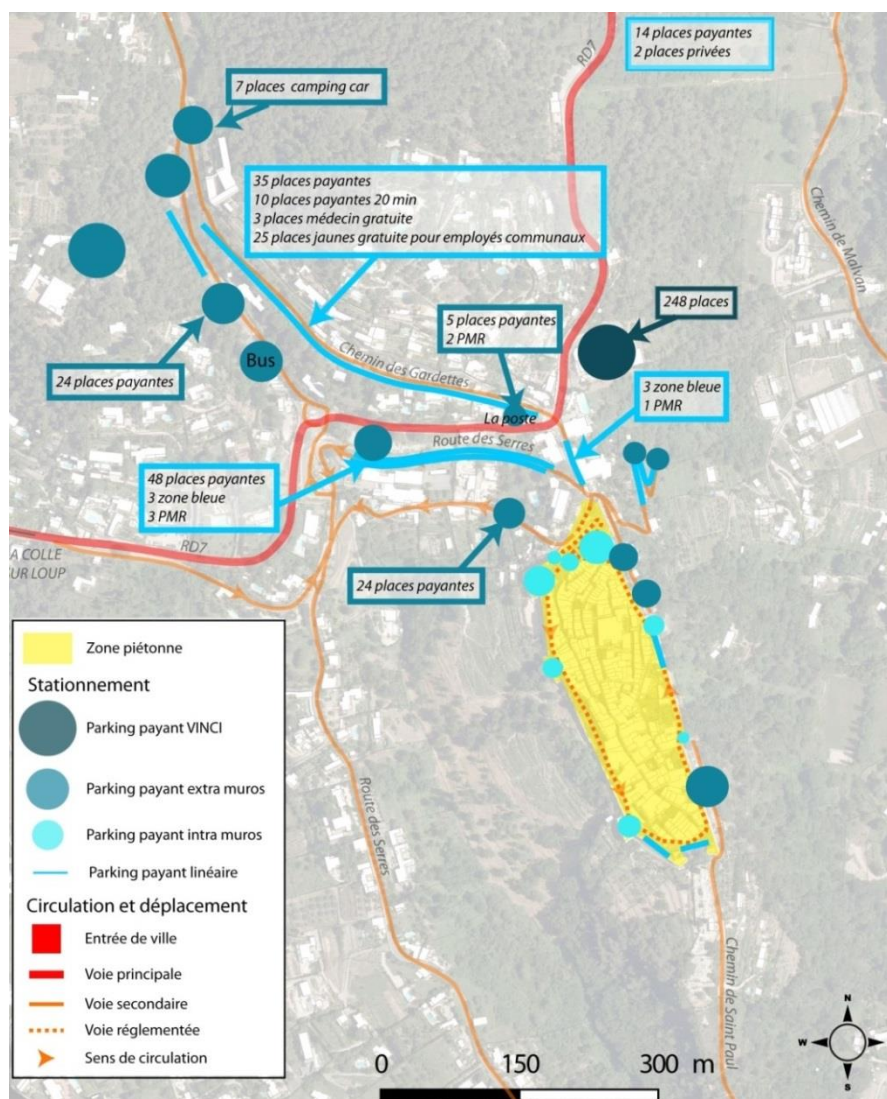 14 places payantes
2 places privées
RD7
7 places camping car
35 places payantes
10 places payantes 20 min
3 places médecin gratuite
25 places jaunes gratuite pour employés communaux
Chemin de Malvan
248 places
5 places payantes
2 PMR
24 places payantes
Bus
Chemin des Gardettes
La poste
3 zone bleue
1 PMR
Route des Serres
48 places payantes
3 zone bleue
3 PMR
RD7
A COLLE
SUR LOUP
24 places payantes
Zone piétonne
Stationnement
Parking payant VINCI
Parking payant extra muros
Parking payant intra muros
Parking payant linéaire
Circulation et déplacement
Entrée de ville
Voie principale
Voie secondaire
Voie réglementée
Sens de circulation
Route des Serres
Chemin de Saint Paul
N
W
E
S
0 150 300 m